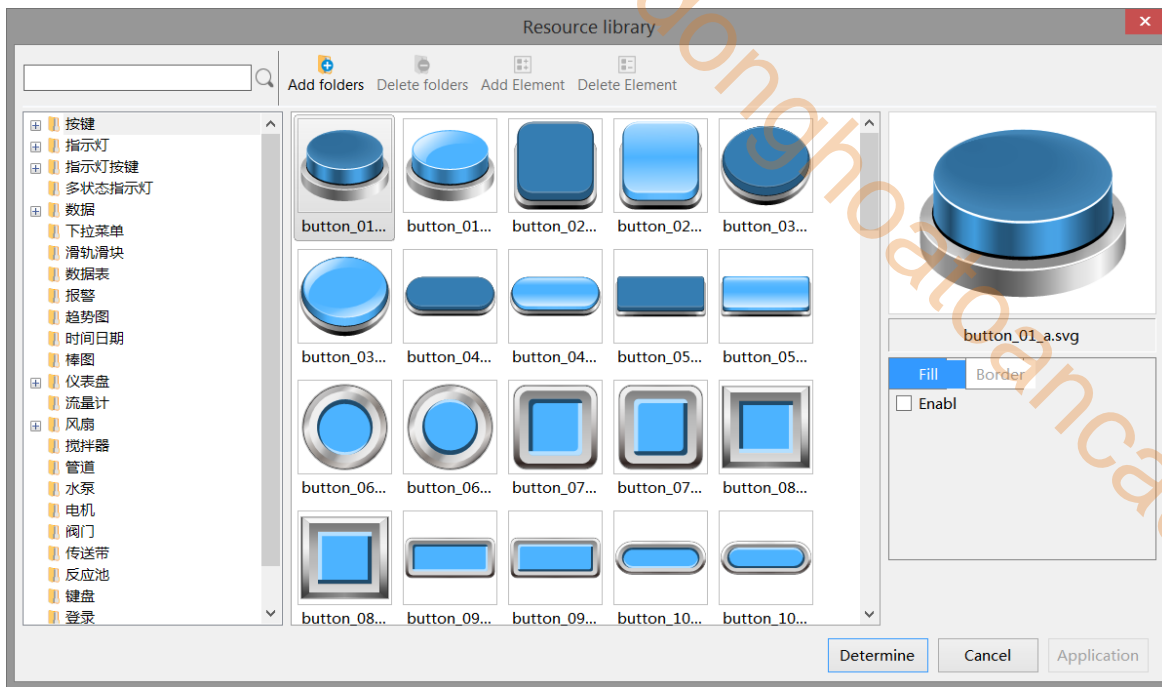 Resource library
Add folders Delete folders Add Element Delete Element
按键
指示灯
指示灯按键
多状态指示灯
数据
下拉菜单
滑轨滑块
数据表
报警
趋势图
时间日期
棒图
仪表盘
流量计
风扇
搅拌器
管道
水泵
电机
阀门
传送带
反应池
键盘
登录
button_01... button_01... button_02... button_02... button_03...
button_03... button_04... button_04... button_05... button_05...
button_06... button_06... button_07... button_07... button_08...
button_08... button_09... button_09... button_10... button_10...
button_01_a.svg
Fill Border
Enabl
Determine Cancel Application